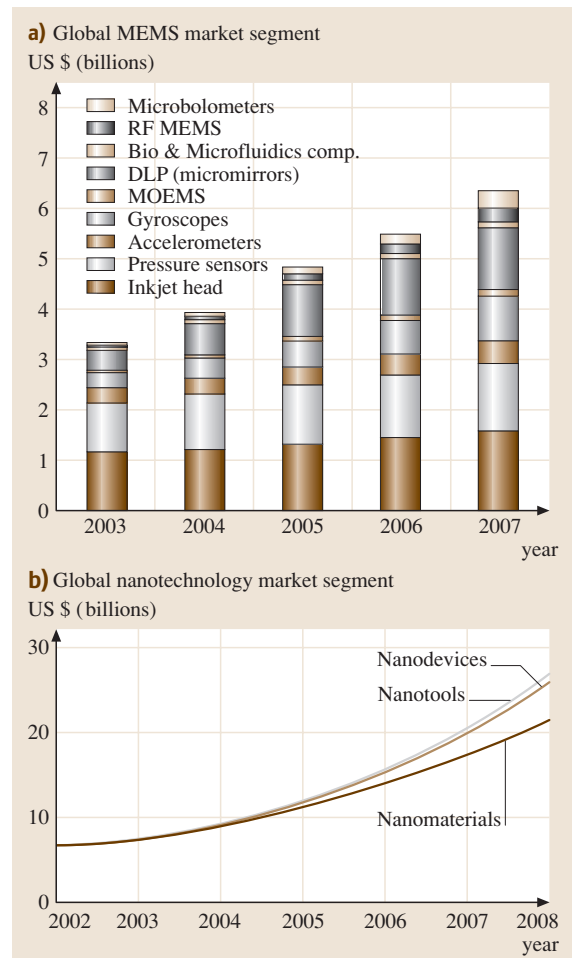 a) Global MEMS market segment
US $ (billions)
8
7
6
5
4
3
2
1
0
Microbolometers
RF MEMS
Bio & Microfluidics comp.
DLP (micromirrors)
MOEMS
Gyroscopes
Accelerometers
Pressure sensors
Inkjet head
2003 2004 2005 2006 2007
year
b) Global nanotechnology market segment
US $ (billions)
30
20
10
0
Nanodevices
Nanotools
Nanomaterials
2002 2003 2004 2005 2006 2007 2008
year